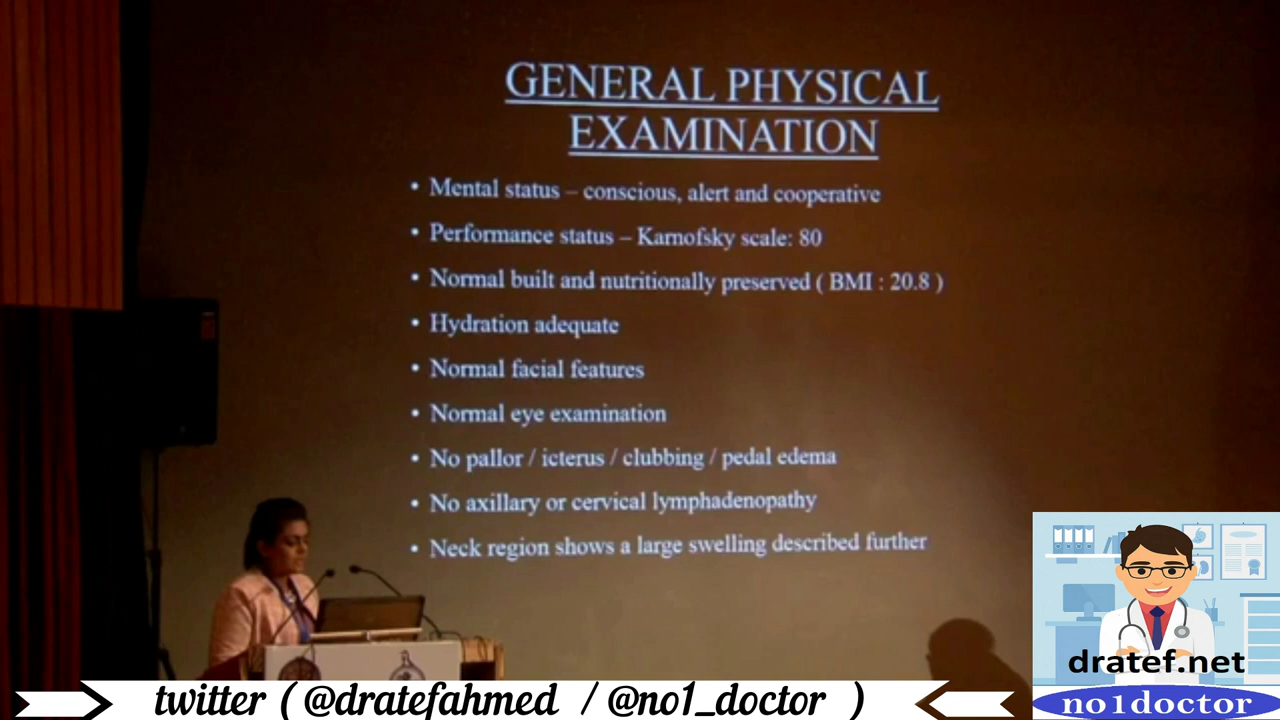 GENERAL PHYSICAL
EXAMINATION
• Mental status – conscious, alert and cooperative
• Performance status – Karnofsky scale: 80
• Normal built and nutritionally preserved ( BMI : 20.8 )
• Hydration adequate
• Normal facial features
• Normal eye examination
• No pallor / icterus / clubbing / pedal edema
• No axillary or cervical lymphadenopathy
• Neck region shows a large swelling described further
dratef.net
no1doctor
twitter ( @dratefahmed / @no1_doctor )